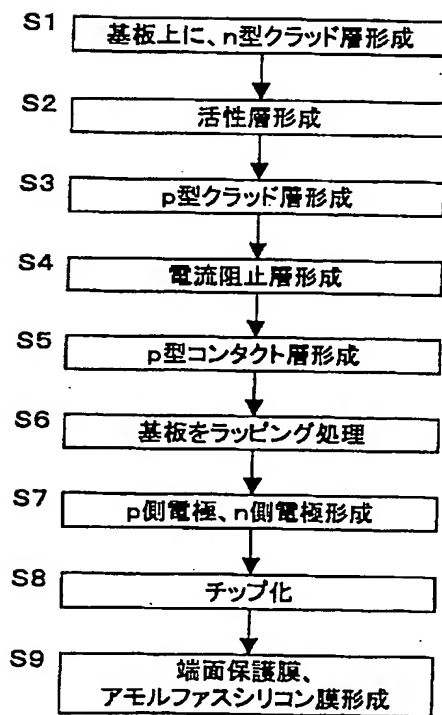 S1
基板上に、n型クラッド層形成
S2
活性層形成
S3
p型クラッド層形成
S4
電流阻止層形成
S5
p型コンタクト層形成
S6
基板をラッピング処理
S7
p側電極、n側電極形成
S8
チップ化
S9
端面保護膜、
アモルファスシリコン膜形成